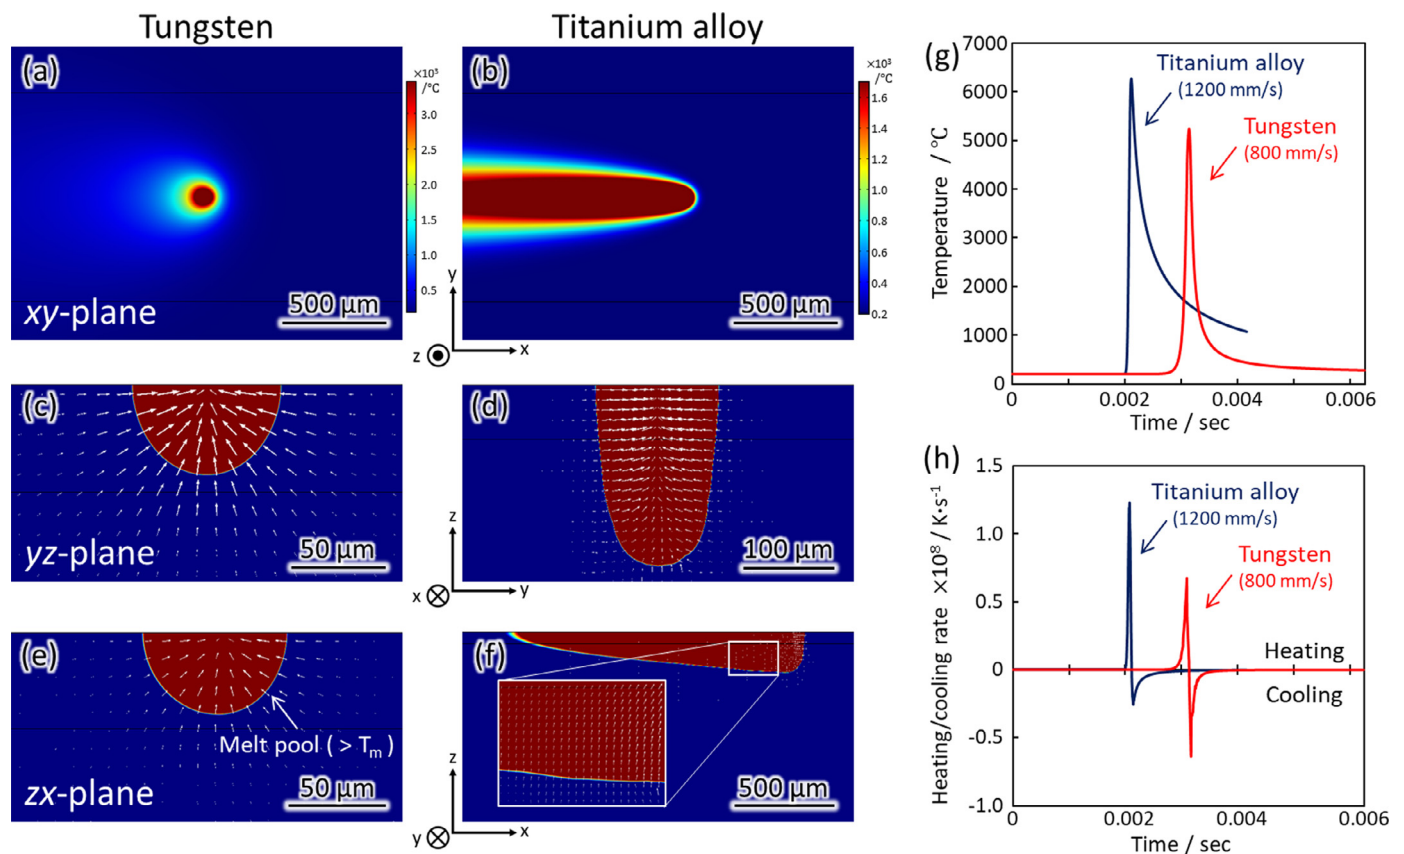 Tungsten
Titanium alloy
(a)
×10³
/°C
3.0
2.5
2.0
1.5
1.0
0.5
xy-plane
500 μm
(b)
×10³
/°C
1.6
1.4
1.2
1.0
0.8
0.6
0.4
0.2
500 μm
y
z
x
(c)
yz-plane
50 μm
(d)
100 μm
z
x
y
(e)
Melt pool ( > Tm )
zx-plane
50 μm
(f)
500 μm
z
y
x
(g)
7000
6000
5000
4000
3000
2000
1000
0
Temperature / °C
Titanium alloy
(1200 mm/s)
Tungsten
(800 mm/s)
0
0.002
0.004
0.006
Time / sec
(h)
1.5
1.0
0.5
0
-0.5
-1.0
Heating/cooling rate ×10⁸ / K·s⁻¹
Titanium alloy
(1200 mm/s)
Tungsten
(800 mm/s)
Heating
Cooling
0
0.002
0.004
0.006
Time / sec